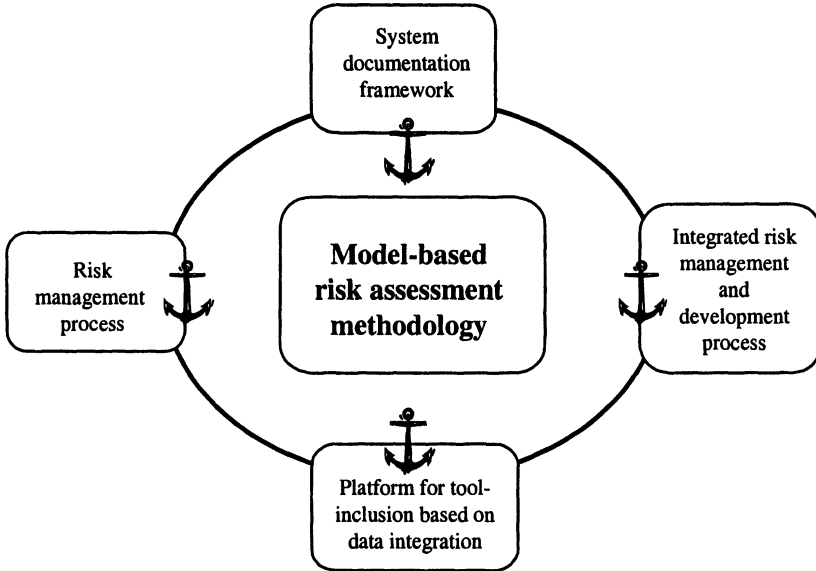 System
documentation
framework
Model-based
risk assessment
methodology
Risk
management
process
Integrated risk
management
and
development
process
Platform for tool-
inclusion based on
data integration